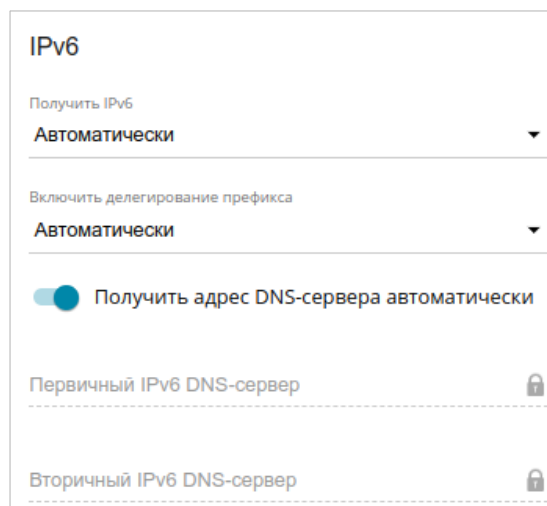 IPv6
Получить IPv6
Автоматически
Включить делегирование префикса
Автоматически
Получить адрес DNS-сервера автоматически
Первичный IPv6 DNS-сервер
Вторичный IPv6 DNS-сервер